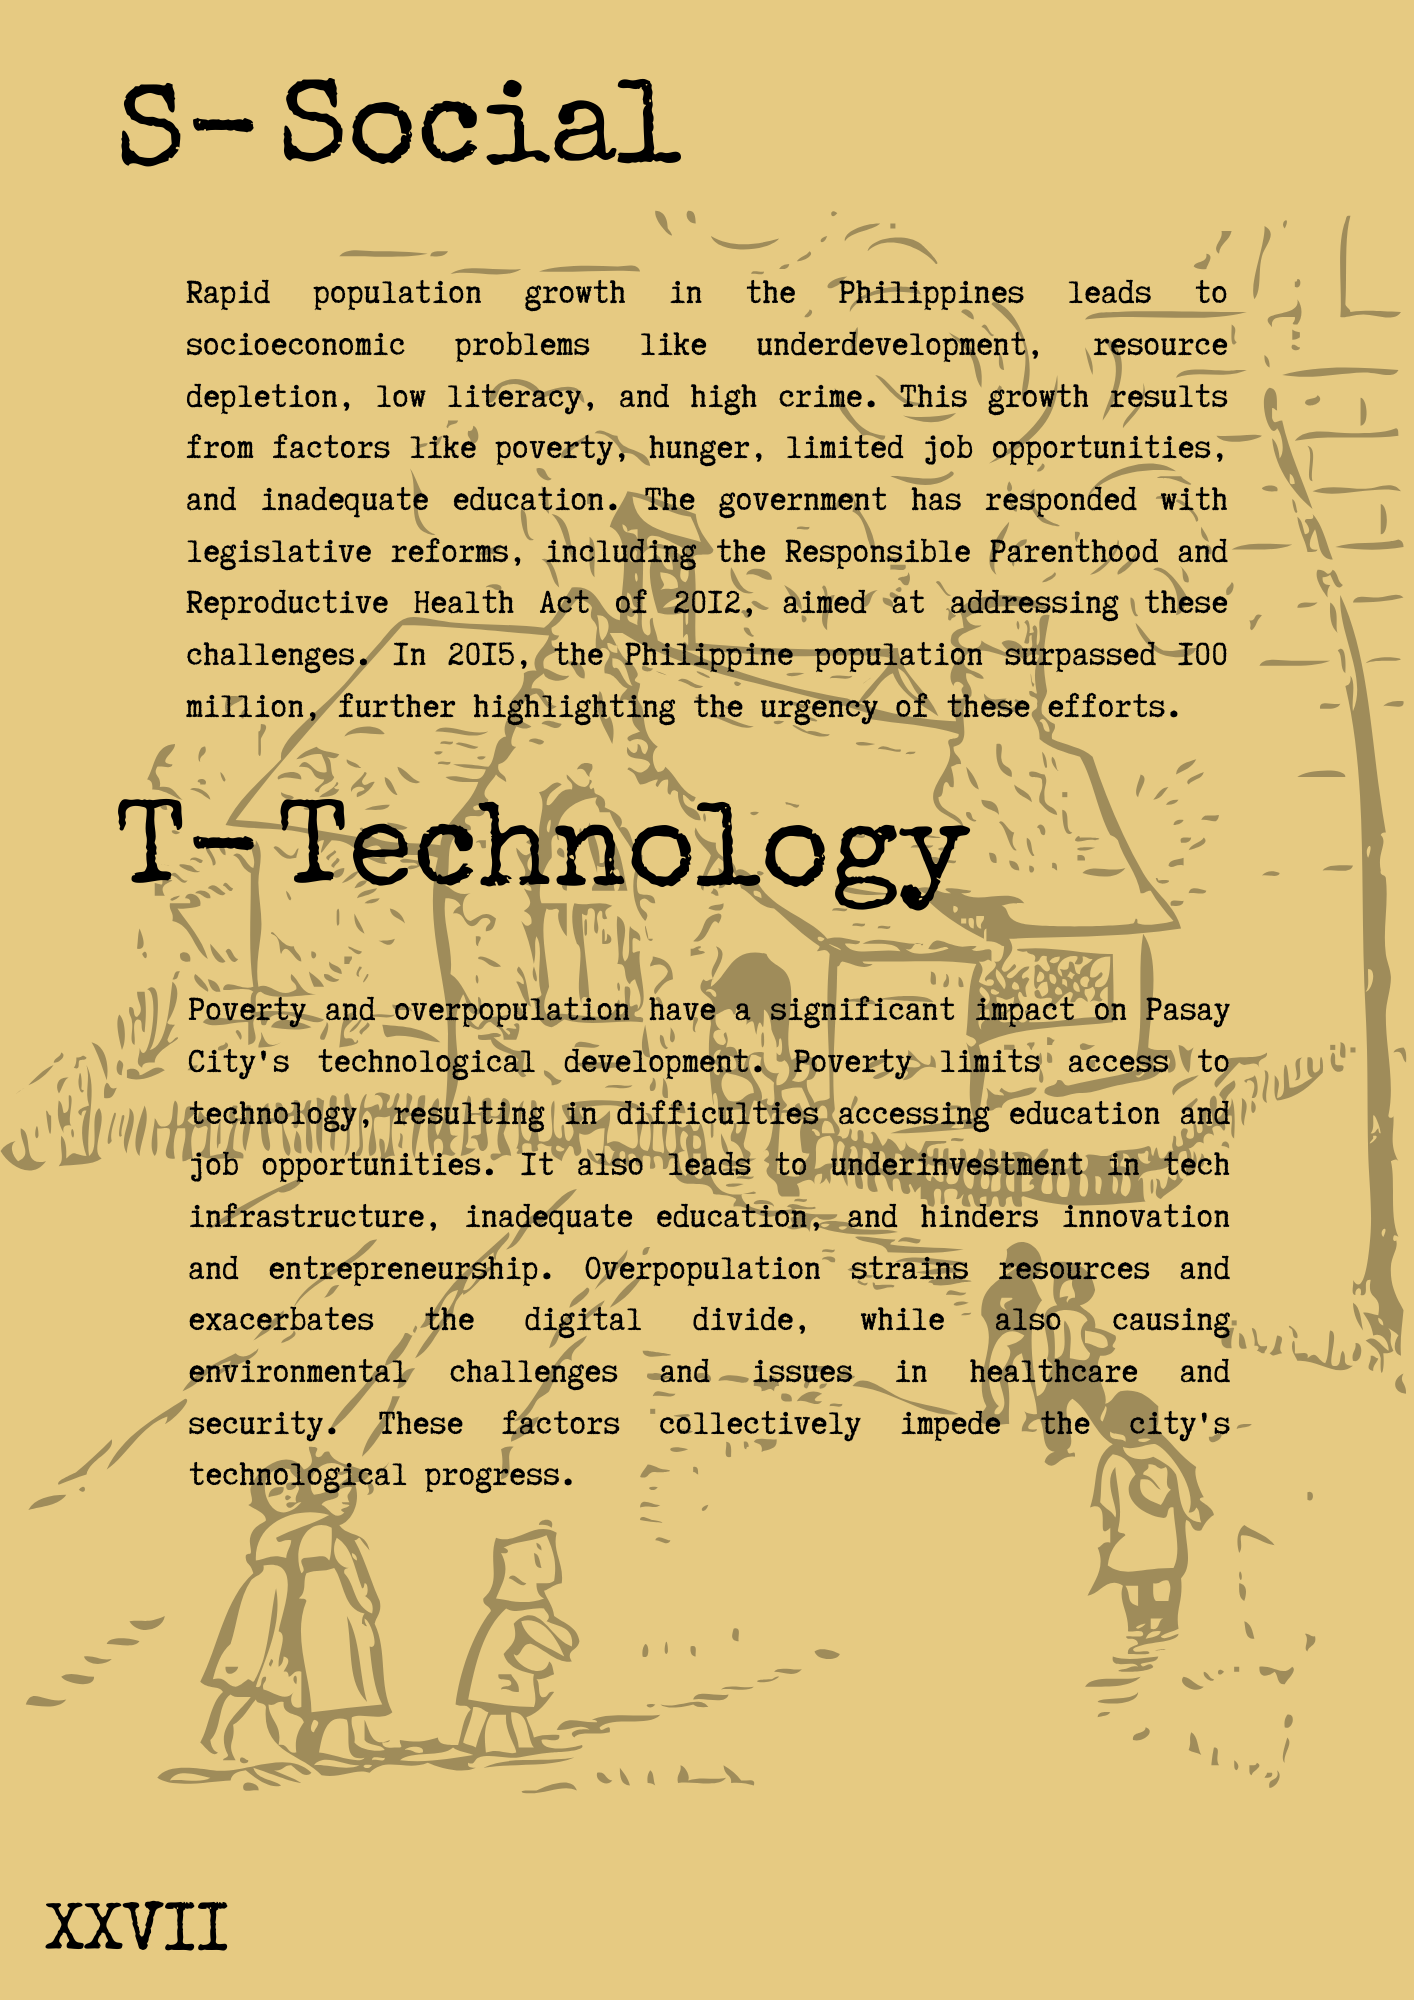 S- Social
Rapid population growth in the Philippines leads to
socioeconomic problems like underdevelopment, resource
depletion, low literacy, and high crime. This growth results
from factors like poverty, hunger, limited job opportunities,
and inadequate education. The government has responded with
legislative reforms, including the Responsible Parenthood and
Reproductive Health Act of 2012, aimed at addressing these
challenges. In 2015, the Philippine population surpassed 100
million, further highlighting the urgency of these efforts.
T- Technology
Poverty and overpopulation have a significant impact on Pasay
City's technological development. Poverty limits access to
technology, resulting in difficulties accessing education and
job opportunities. It also leads to underinvestment in tech
infrastructure, inadequate education, and hinders innovation
and entrepreneurship. Overpopulation strains resources and
exacerbates the digital divide, while also causing
environmental challenges and issues in healthcare and
security. These factors collectively impede the city's
technological progress.
XXVII